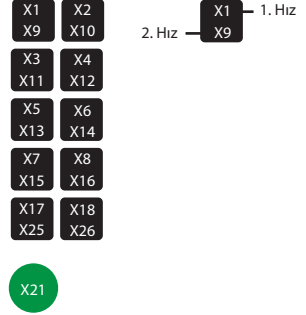 X1 X2 X1 1. Hız
X9 X10 2. Hız X9
X3 X4
X11 X12
X5 X6
X13 X14
X7 X8
X15 X16
X17 X18
X25 X26
X21